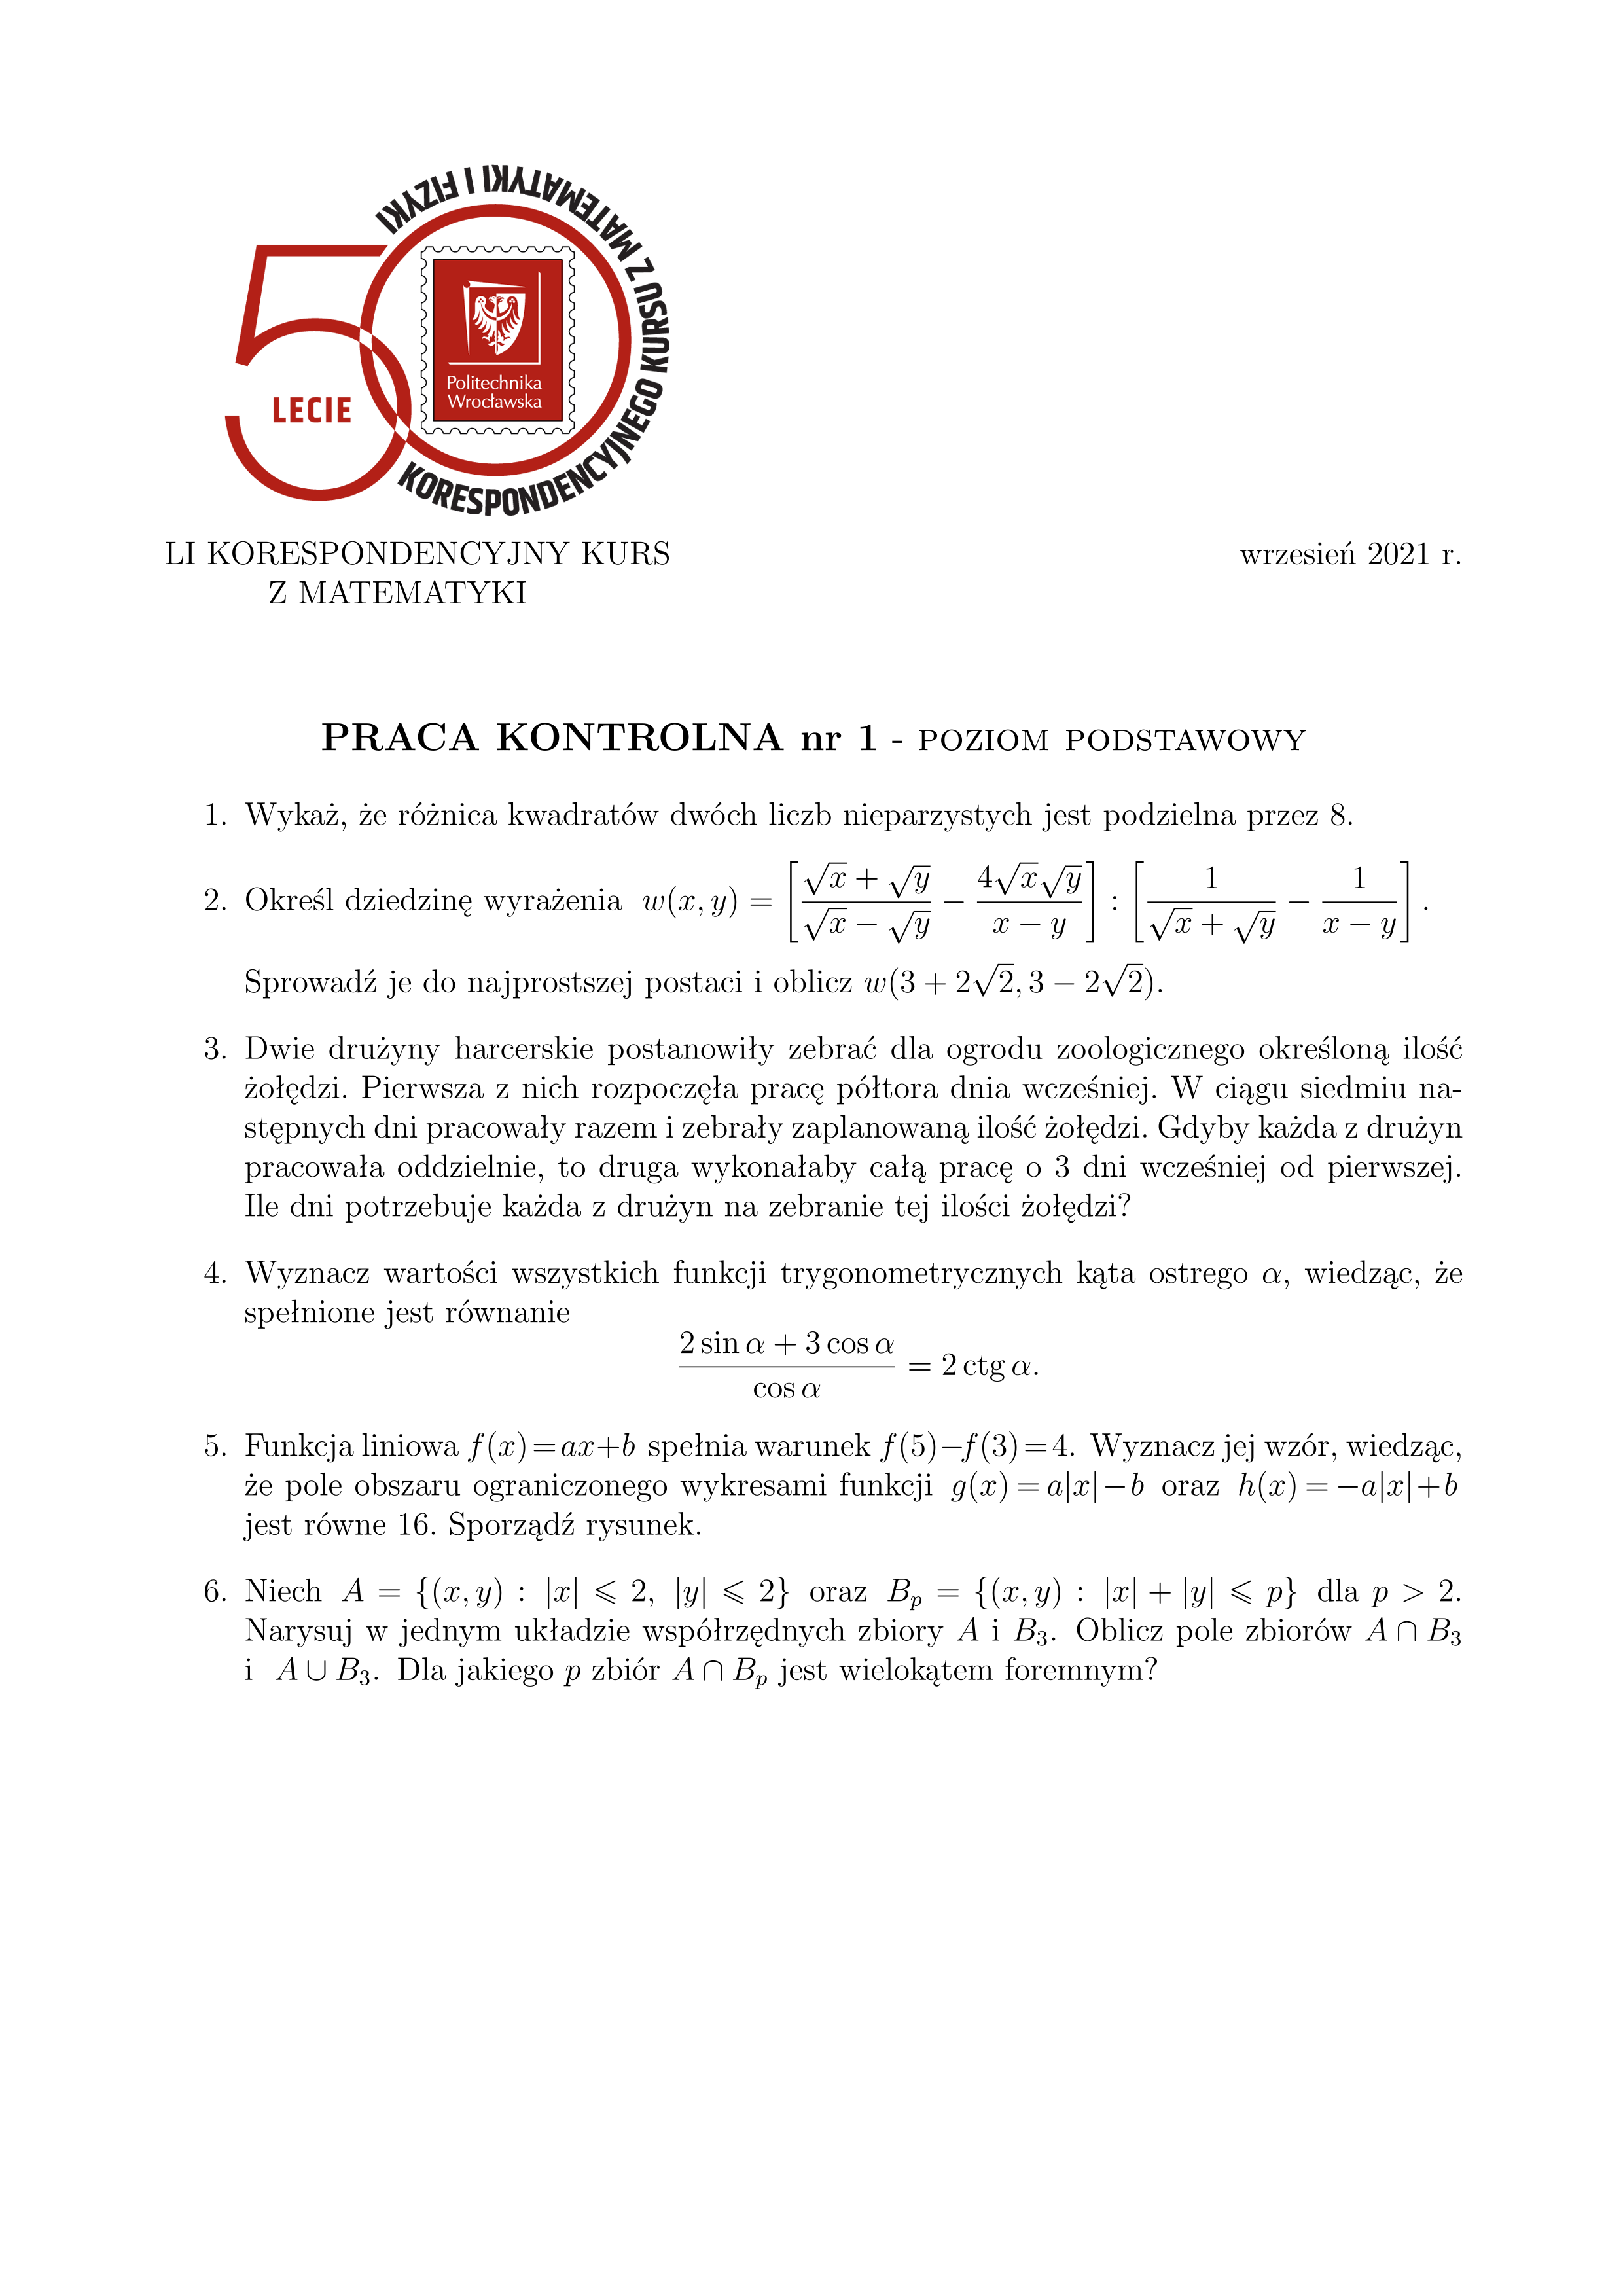 50 LECIE
KORESPONDENCYJNEGO KURSU Z MATEMATYKI I FIZYKI
Politechnika
Wrocławska
LI KORESPONDENCYJNY KURS
Z MATEMATYKI
wrzesień 2021 r.
PRACA KONTROLNA nr 1 - POZIOM PODSTAWOWY
1. Wykaż, że różnica kwadratów dwóch liczb nieparzystych jest podzielna przez 8.
2. Określ dziedzinę wyrażenia $w(x, y) = \left[\frac{\sqrt{x}+\sqrt{y}}{\sqrt{x}-\sqrt{y}} - \frac{4\sqrt{x}\sqrt{y}}{x-y}\right] : \left[\frac{1}{\sqrt{x}+\sqrt{y}} - \frac{1}{x-y}\right].$
Sprowadź je do najprostszej postaci i oblicz $w(3 + 2\sqrt{2}, 3 - 2\sqrt{2})$.
3. Dwie drużyny harcerskie postanowiły zebrać dla ogrodu zoologicznego określoną ilość
żołędzi. Pierwsza z nich rozpoczęła pracę półtora dnia wcześniej. W ciągu siedmiu na-
stępnych dni pracowały razem i zebrały zaplanowaną ilość żołędzi. Gdyby każda z drużyn
pracowała oddzielnie, to druga wykonałaby całą pracę o 3 dni wcześniej od pierwszej.
Ile dni potrzebuje każda z drużyn na zebranie tej ilości żołędzi?
4. Wyznacz wartości wszystkich funkcji trygonometrycznych kąta ostrego $\alpha$, wiedząc, że
spełnione jest równanie
$\frac{2\sin\alpha + 3\cos\alpha}{\cos\alpha} = 2\operatorname{ctg}\alpha.$
5. Funkcja liniowa $f(x)=ax+b$ spełnia warunek $f(5)-f(3)=4$. Wyznacz jej wzór, wiedząc,
że pole obszaru ograniczonego wykresami funkcji $g(x)=a|x|-b$ oraz $h(x)=-a|x|+b$
jest równe 16. Sporządź rysunek.
6. Niech $A = \{(x, y) : |x| \leqslant 2, |y| \leqslant 2\}$ oraz $B_p = \{(x, y) : |x| + |y| \leqslant p\}$ dla $p > 2$.
Narysuj w jednym układzie współrzędnych zbiory $A$ i $B_3$. Oblicz pole zbiorów $A \cap B_3$
i $A \cup B_3$. Dla jakiego $p$ zbiór $A \cap B_p$ jest wielokątem foremnym?